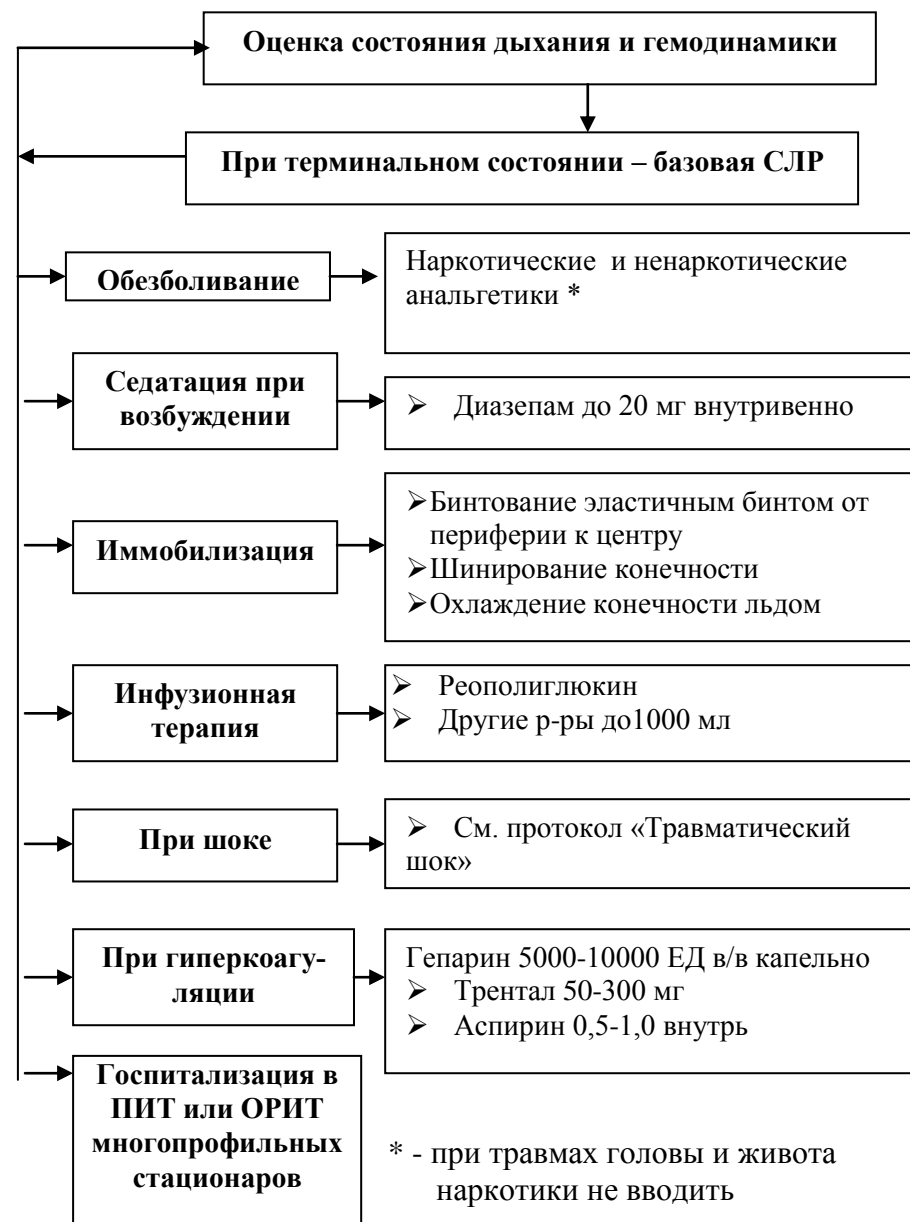 Оценка состояния дыхания и гемодинамики
При терминальном состоянии – базовая СЛР
Обезболивание
Наркотические и ненаркотические
анальгетики *
Седатация при
возбуждении
➢ Диазепам до 20 мг внутривенно
Иммобилизация
➢Бинтование эластичным бинтом от
периферии к центру
➢Шинирование конечности
➢Охлаждение конечности льдом
Инфузионная
терапия
➢ Реополиглюкин
➢ Другие р-ры до1000 мл
При шоке
➢ См. протокол «Травматический
шок»
При гиперкоагу-
ляции
Гепарин 5000-10000 ЕД в/в капельно
➢ Трентал 50-300 мг
➢ Аспирин 0,5-1,0 внутрь
Госпитализация в
ПИТ или ОРИТ
многопрофильных
стационаров
* - при травмах головы и живота
наркотики не вводить